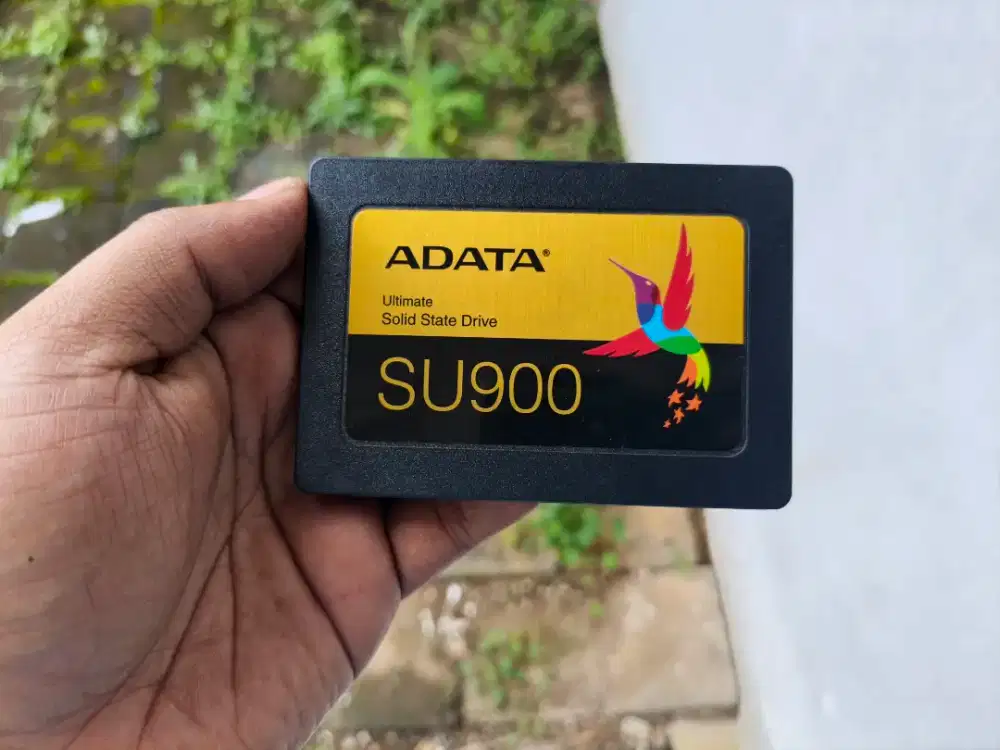 ADATA®
Ultimate
Solid State Drive
SU900